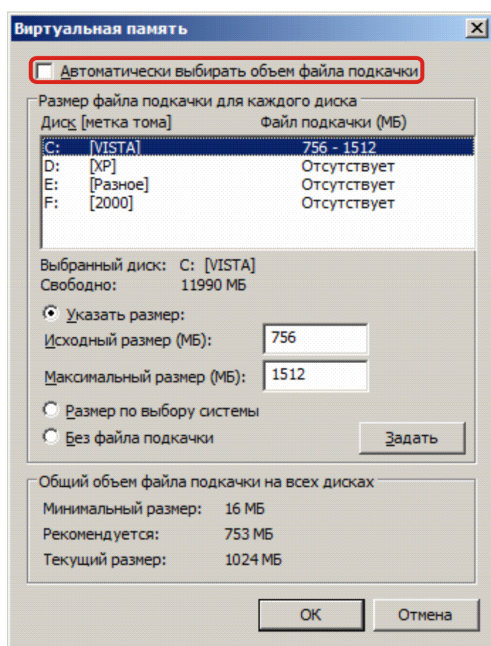 Виртуальная память
Автоматически выбирать объем файла подкачки
Размер файла подкачки для каждого диска
Диск [метка тома] Файл подкачки (МБ)
C: [VISTA] 756 - 1512
D: [XP] Отсутствует
E: [Разное] Отсутствует
F: [2000] Отсутствует
Выбранный диск: C: [VISTA]
Свободно: 11990 МБ
Указать размер:
Исходный размер (МБ): 756
Максимальный размер (МБ): 1512
Размер по выбору системы
Без файла подкачки Задать
Общий объем файла подкачки на всех дисках
Минимальный размер: 16 МБ
Рекомендуется: 753 МБ
Текущий размер: 1024 МБ
ОК Отмена